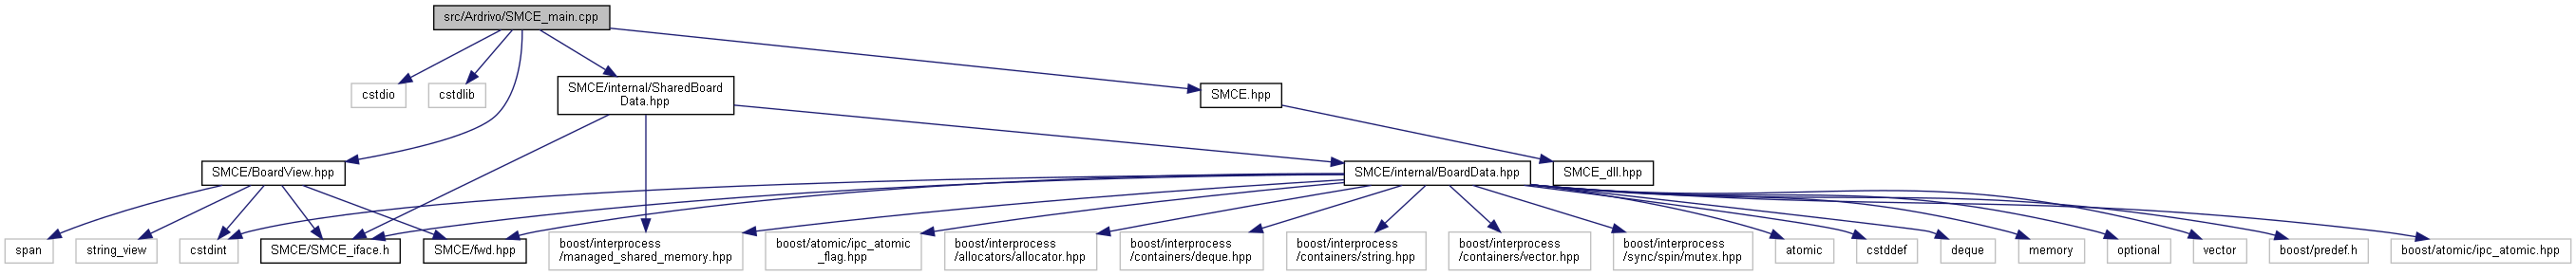 src/Ardrivo/SMCE_main.cpp
cstdio
cstdlib
SMCE/internal/SharedBoard
Data.hpp
SMCE.hpp
SMCE/BoardView.hpp
SMCE/internal/BoardData.hpp
SMCE_dll.hpp
span
string_view
cstdint
SMCE/SMCE_iface.h
SMCE/fwd.hpp
boost/interprocess
/managed_shared_memory.hpp
boost/atomic/ipc_atomic
_flag.hpp
boost/interprocess
/allocators/allocator.hpp
boost/interprocess
/containers/deque.hpp
boost/interprocess
/containers/string.hpp
boost/interprocess
/containers/vector.hpp
boost/interprocess
/sync/spin/mutex.hpp
atomic
cstddef
deque
memory
optional
vector
boost/predef.h
boost/atomic/ipc_atomic.hpp